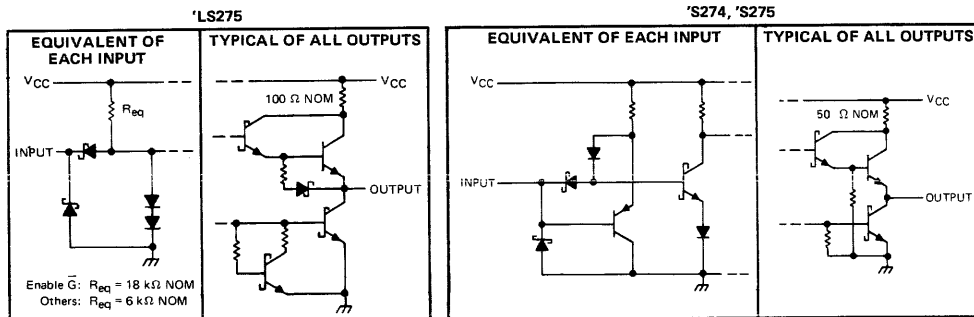 'LS275
EQUIVALENT OF
EACH INPUT
VCC
Req
INPUT
Enable G̅: Req = 18 kΩ NOM
Others: Req = 6 kΩ NOM
TYPICAL OF ALL OUTPUTS
VCC
100 Ω NOM
OUTPUT
'S274, 'S275
EQUIVALENT OF EACH INPUT
VCC
INPUT
TYPICAL OF ALL OUTPUTS
VCC
50 Ω NOM
OUTPUT